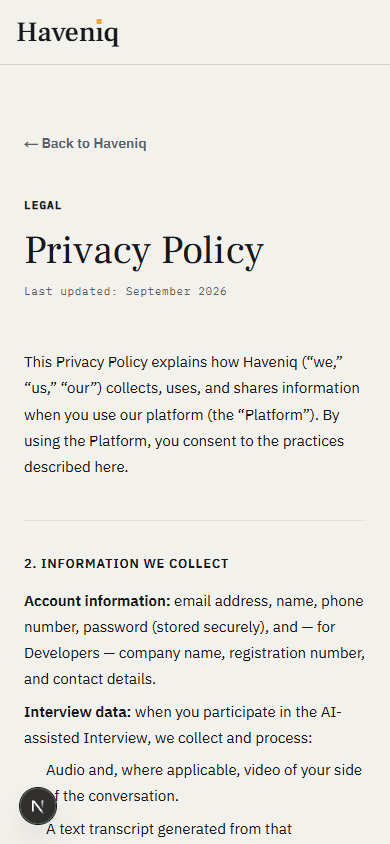 Haveniq
← Back to Haveniq
LEGAL
Privacy Policy
Last updated: September 2026
This Privacy Policy explains how Haveniq (“we,”
“us,” “our”) collects, uses, and shares information
when you use our platform (the “Platform”). By
using the Platform, you consent to the practices
described here.
2. INFORMATION WE COLLECT
Account information: email address, name, phone
number, password (stored securely), and — for
Developers — company name, registration number,
and contact details.
Interview data: when you participate in the AI-
assisted Interview, we collect and process:
Audio and, where applicable, video of your side
the conversation.
N
A text transcript generated from that